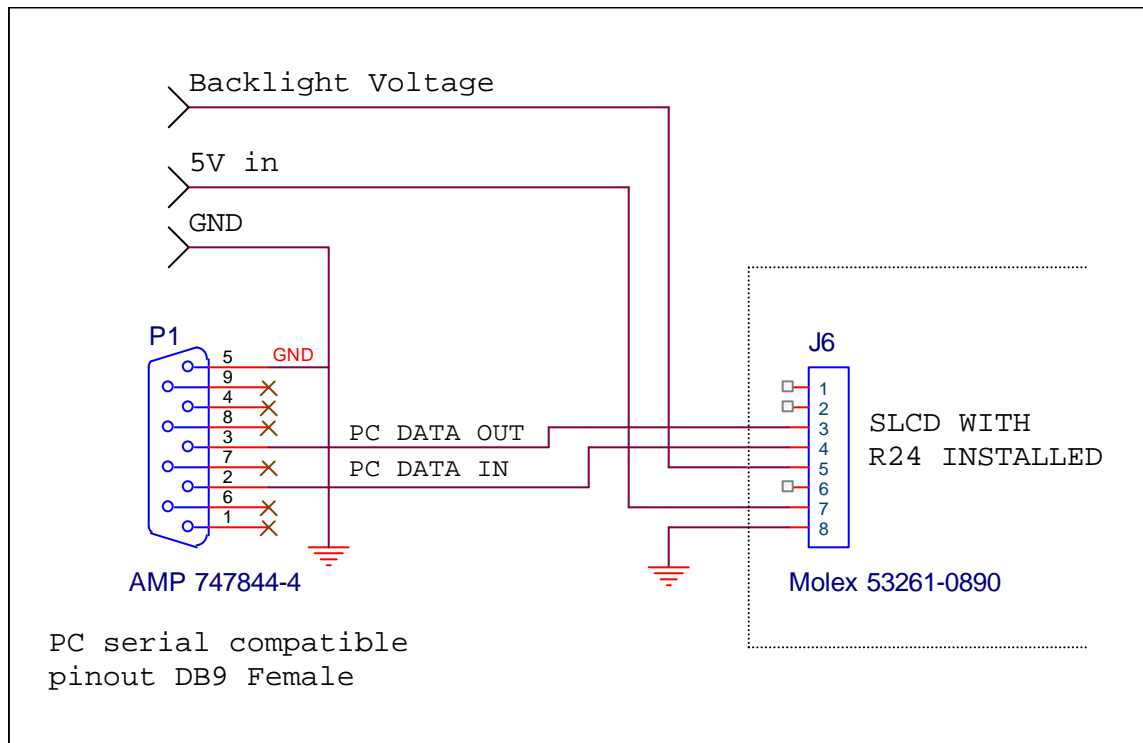 Backlight Voltage
5V in
GND
P1
5
GND
9
4
8
3
PC DATA OUT
7
PC DATA IN
2
6
1
AMP 747844-4
PC serial compatible
pinout DB9 Female
J6
1
2
3
4
5
6
7
8
SLCD WITH
R24 INSTALLED
Molex 53261-0890